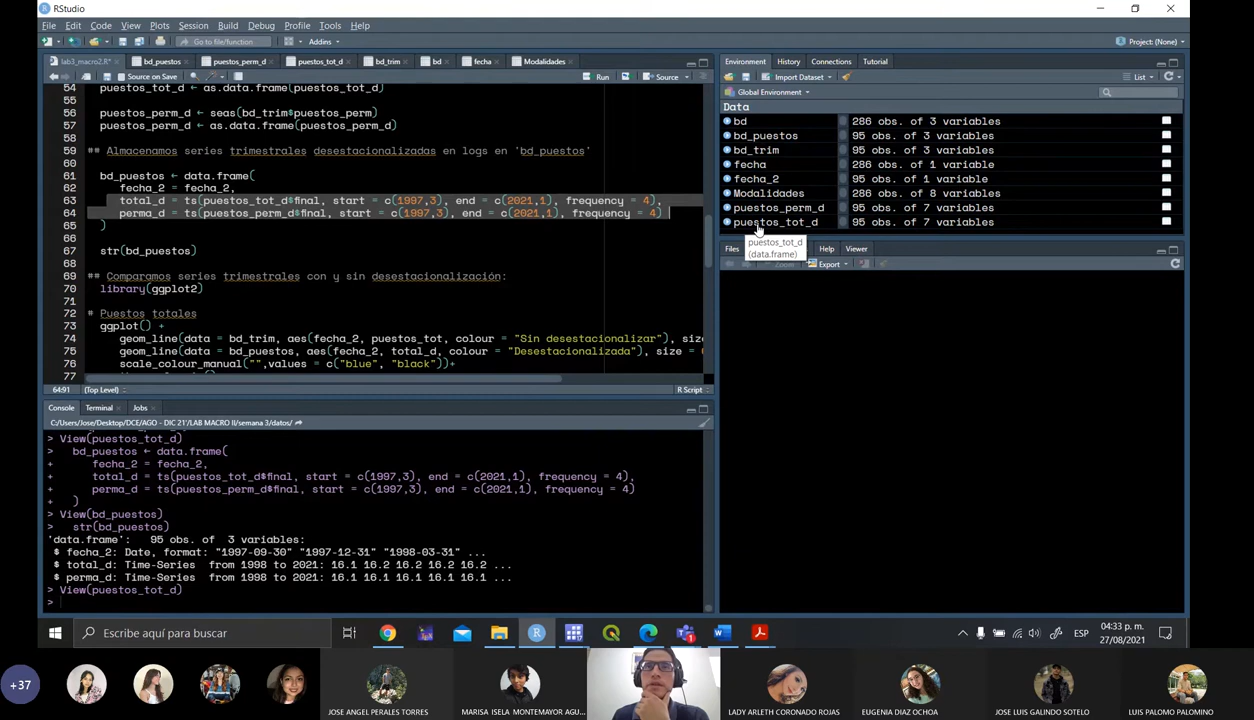 RStudio
File Edit Code View Plots Session Build Debug Profile Tools Help
Go to file/function Addins Project: (None)
lab3_macro2.R* bd_puestos puestos_perm_d puestos_tot_d bd_trim bd fecha Modalidades
Source on Save Run Source
54 puestos_tot_d ← as.data.frame(puestos_tot_d)
55
56 puestos_perm_d ← seas(bd_trim$puestos_perm)
57 puestos_perm_d ← as.data.frame(puestos_perm_d)
58
59 ## Almacenamos series trimestrales desestacionalizadas en logs en 'bd_puestos'
60
61 bd_puestos ← data.frame(
62 fecha_2 = fecha_2,
63 total_d = ts(puestos_tot_d$final, start = c(1997,3), end = c(2021,1), frequency = 4),
64 perma_d = ts(puestos_perm_d$final, start = c(1997,3), end = c(2021,1), frequency = 4)
65 )
66
67 str(bd_puestos)
68
69 ## Comparamos series trimestrales con y sin desestacionalización:
70 library(ggplot2)
71
72 # Puestos totales
73 ggplot() +
74 geom_line(data = bd_trim, aes(fecha_2, puestos_tot, colour = "Sin desestacionalizar"), size
75 geom_line(data = bd_puestos, aes(fecha_2, total_d, colour = "Desestacionalizada"), size =
76 scale_colour_manual("",values = c("blue", "black"))+
77
64:91 (Top Level) R Script
Console Terminal Jobs
C:/Users/Jose/Desktop/DCE/AGO - DIC 21'/LAB MACRO II/semana 3/datos/
> View(puestos_tot_d)
> bd_puestos ← data.frame(
+ fecha_2 = fecha_2,
+ total_d = ts(puestos_tot_d$final, start = c(1997,3), end = c(2021,1), frequency = 4),
+ perma_d = ts(puestos_perm_d$final, start = c(1997,3), end = c(2021,1), frequency = 4)
+ )
> View(bd_puestos)
> str(bd_puestos)
'data.frame': 95 obs. of 3 variables:
$ fecha_2: Date, format: "1997-09-30" "1997-12-31" "1998-03-31" ...
$ total_d: Time-Series from 1998 to 2021: 16.1 16.2 16.2 16.2 16.2 ...
$ perma_d: Time-Series from 1998 to 2021: 16.1 16.1 16.1 16.1 16.1 ...
> View(puestos_tot_d)
>
Environment History Connections Tutorial
Import Dataset List
Global Environment
Data
bd 286 obs. of 3 variables
bd_puestos 95 obs. of 3 variables
bd_trim 95 obs. of 3 variables
fecha 286 obs. of 1 variable
fecha_2 95 obs. of 1 variable
Modalidades 286 obs. of 8 variables
puestos_perm_d 95 obs. of 7 variables
puestos_tot_d 95 obs. of 7 variables
puestos_tot_d
(data.frame)
Files Help Viewer
Zoom Export
Escribe aquí para buscar
ESP
04:33 p. m.
27/08/2021
+37
JOSE ANGEL PERALES TORRES
MARISA ISELA MONTEMAYOR AGU...
LADY ARLETH CORONADO ROJAS
EUGENIA DIAZ OCHOA
JOSE LUIS GALINDO SOTELO
LUIS PALOMO PALOMINO